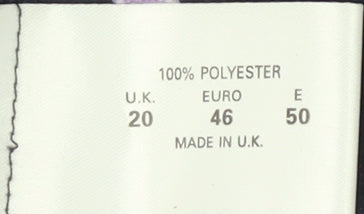 100% POLYESTER
U.K. EURO E
20 46 50
MADE IN U.K.